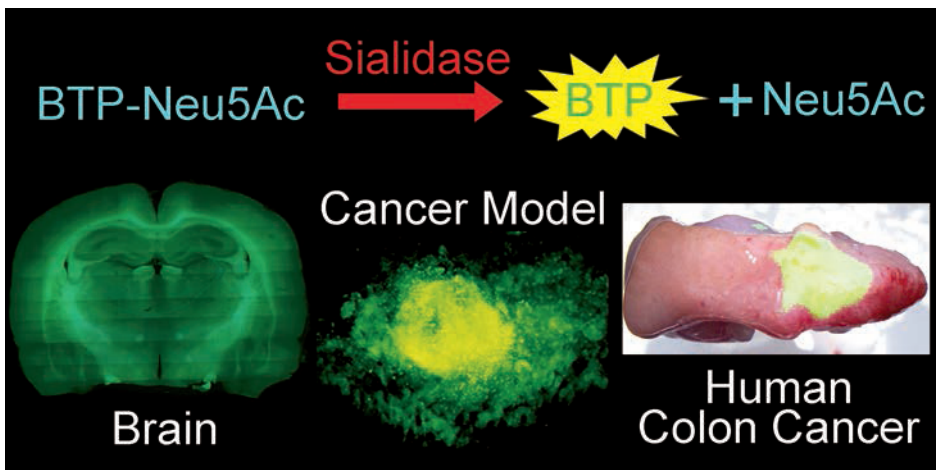 Sialidase
BTP-Neu5Ac BTP + Neu5Ac
Cancer Model
Brain
Human
Colon Cancer